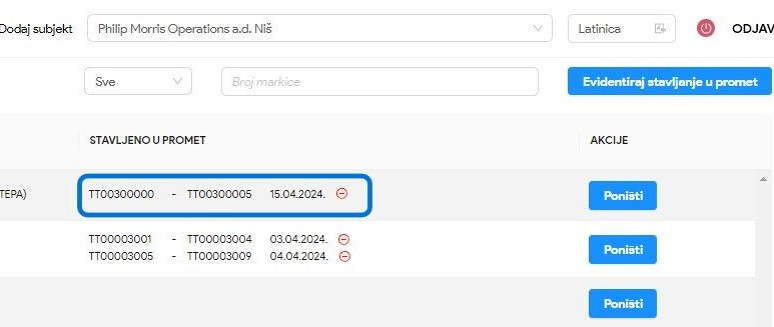 Dodaj subjekt Philip Morris Operations a.d. Niš Latinica ODJAV
Sve Broj markice Evidentiraj stavljanje u promet
STAVLJENO U PROMET AKCIJE
TEPA) TT00300000 - TT00300005 15.04.2024. Poništi
TT00003001 - TT00003004 03.04.2024.
TT00003005 - TT00003009 04.04.2024.
Poništi
Poništi